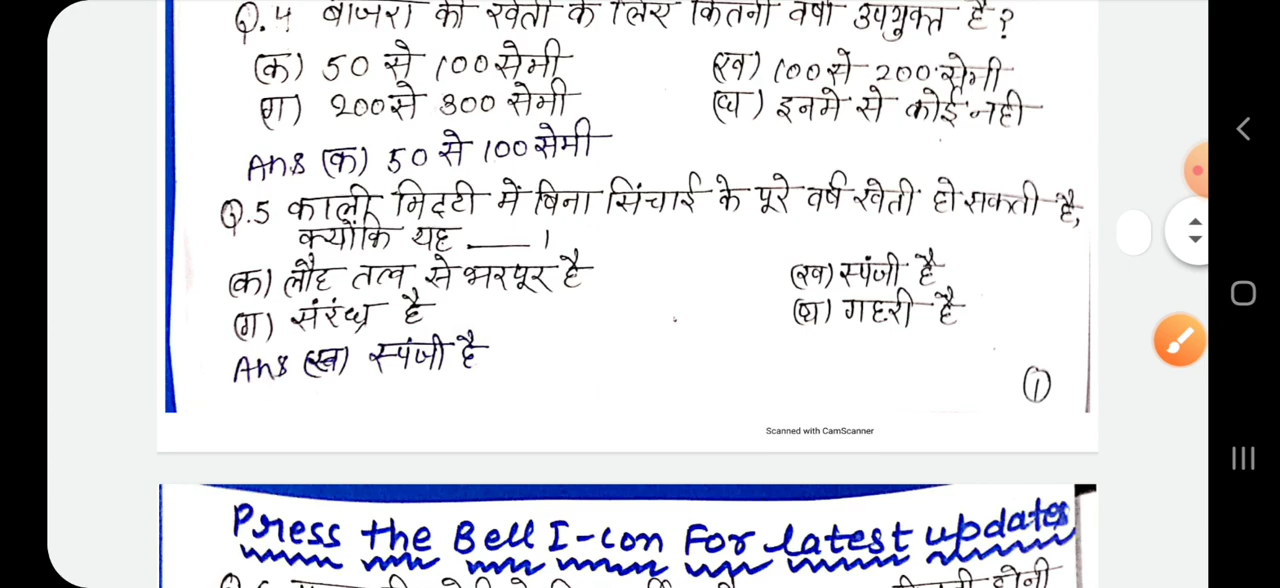 Q.4 बाजरा की खेती के लिए कितनी वर्षा उपयुक्त है?
(क) 50 से 100 सेमी (ख) 100 से 200 सेमी
(ग) 200 से 300 सेमी (घ) इनमे से कोई नही
Ans (क) 50 से 100 सेमी
Q.5 काली मिट्टी में बिना सिंचाई के पूरे वर्ष खेती हो सकती है,
क्योंकि यह ____ ।
(क) लौह तत्व से भरपूर है (ख) स्पंजी है
(ग) संरंध्र है (घ) गहरी है
Ans (ख) स्पंजी है
1
Scanned with CamScanner
Press the Bell I-con For latest updates